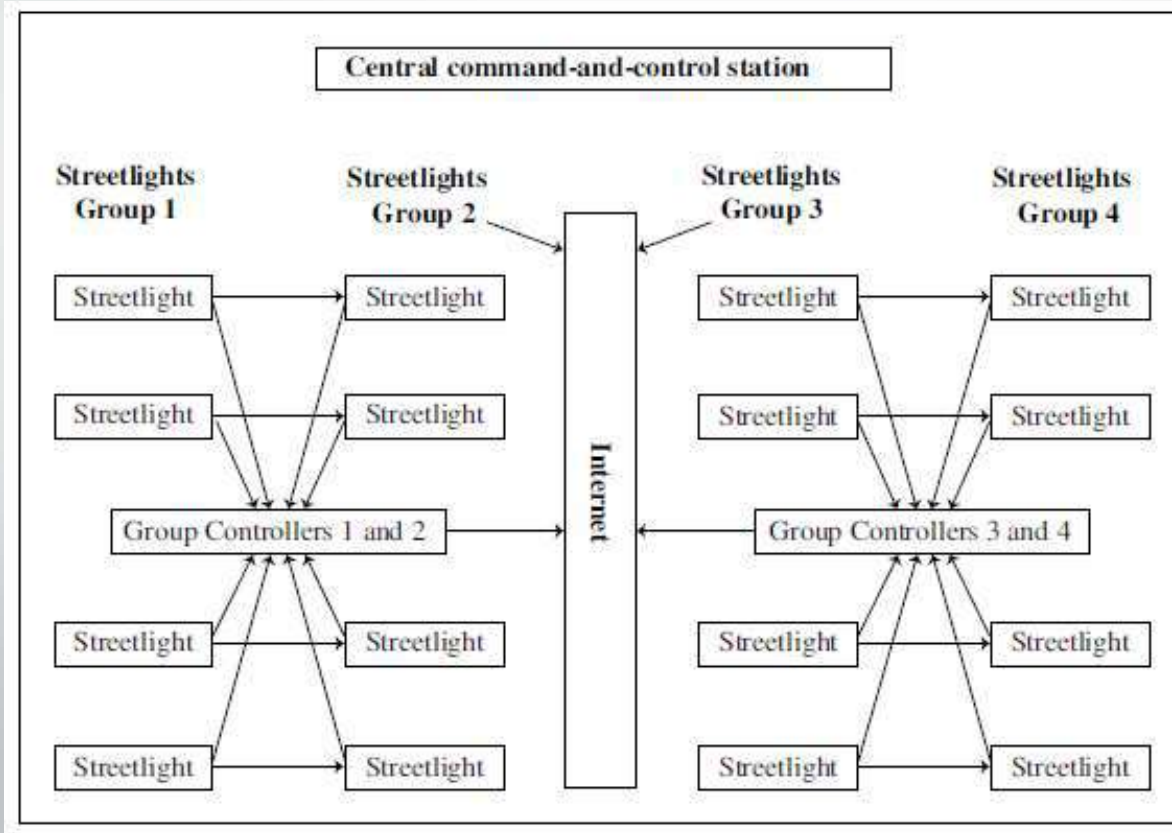 Central command-and-control station
Streetlights
Group 1
Streetlights
Group 2
Streetlights
Group 3
Streetlights
Group 4
Streetlight
Streetlight
Streetlight
Streetlight
Streetlight
Streetlight
Streetlight
Streetlight
Internet
Group Controllers 1 and 2
Group Controllers 3 and 4
Streetlight
Streetlight
Streetlight
Streetlight
Streetlight
Streetlight
Streetlight
Streetlight